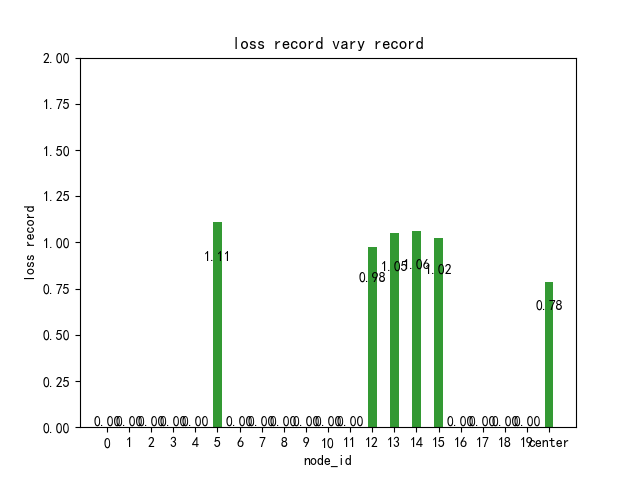 loss record vary record
2.00
1.75
1.50
1.25
1.00
0.75
0.50
0.25
0.00
loss record
0.00 0.00 0.00 0.00 0.00 1.11 0.00 0.00 0.00 0.00 0.00 0.00 0.98 1.05 1.06 1.02 0.00 0.00 0.00 0.00 0.78
0 1 2 3 4 5 6 7 8 9 10 11 12 13 14 15 16 17 18 19 center
node_id